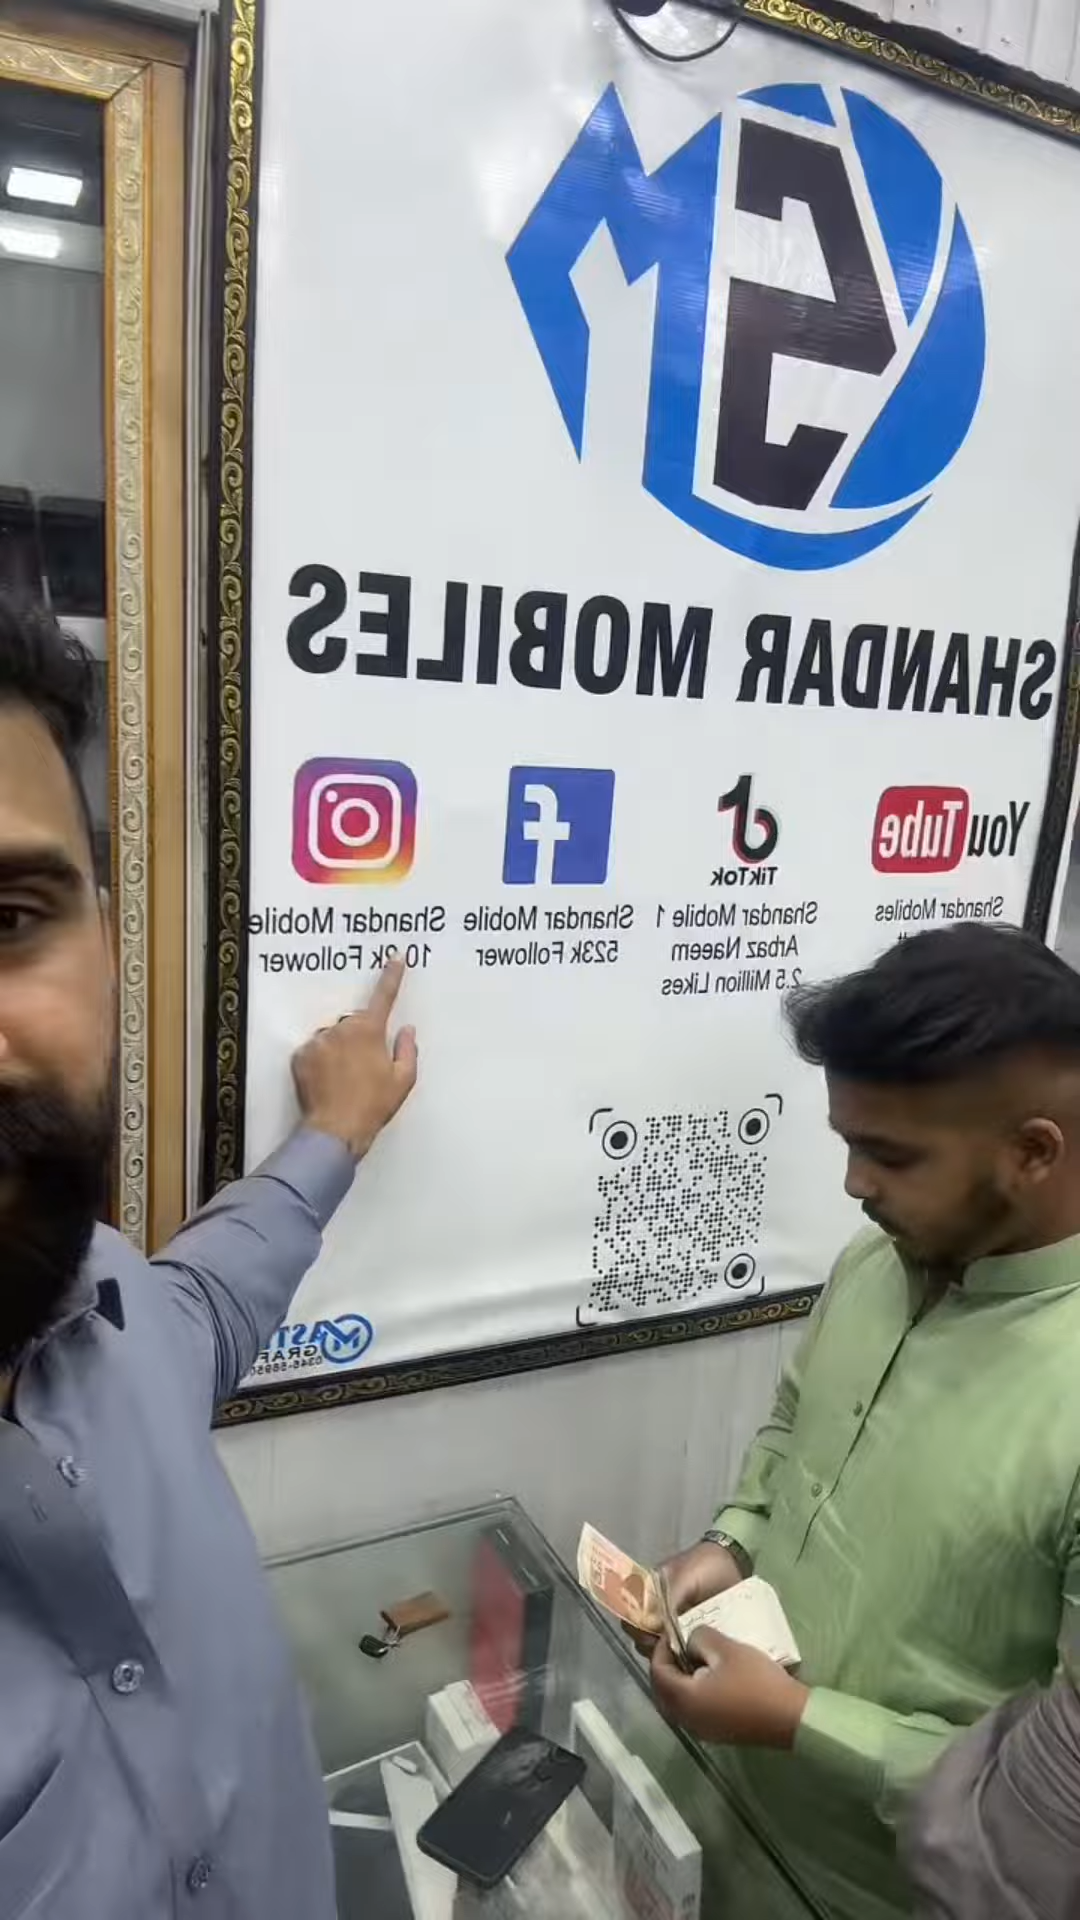 SM
SHANDAR MOBILES
YouTube
Shandar Mobiles
TikTok
Shandar Mobile 1
Arbaz Naeem
2.5 Million Likes
Shandar Mobile
523k Follower
Shandar Mobile
10.2k Follower